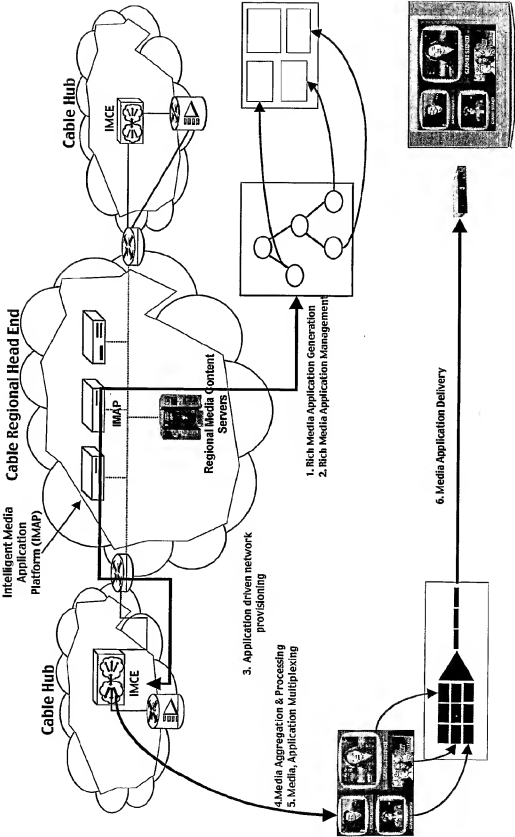 Cable Hub
IMCE
Cable Regional Head End
Intelligent Media
Application
Platform (IMAP)
IMAP
Regional Media Content
Servers
Cable Hub
IMCE
3. Application driven network
provisioning
1. Rich Media Application Generation
2. Rich Media Application Management
4.Media Aggregation & Processing
5. Media, Application Multiplexing
6. Media Application Delivery